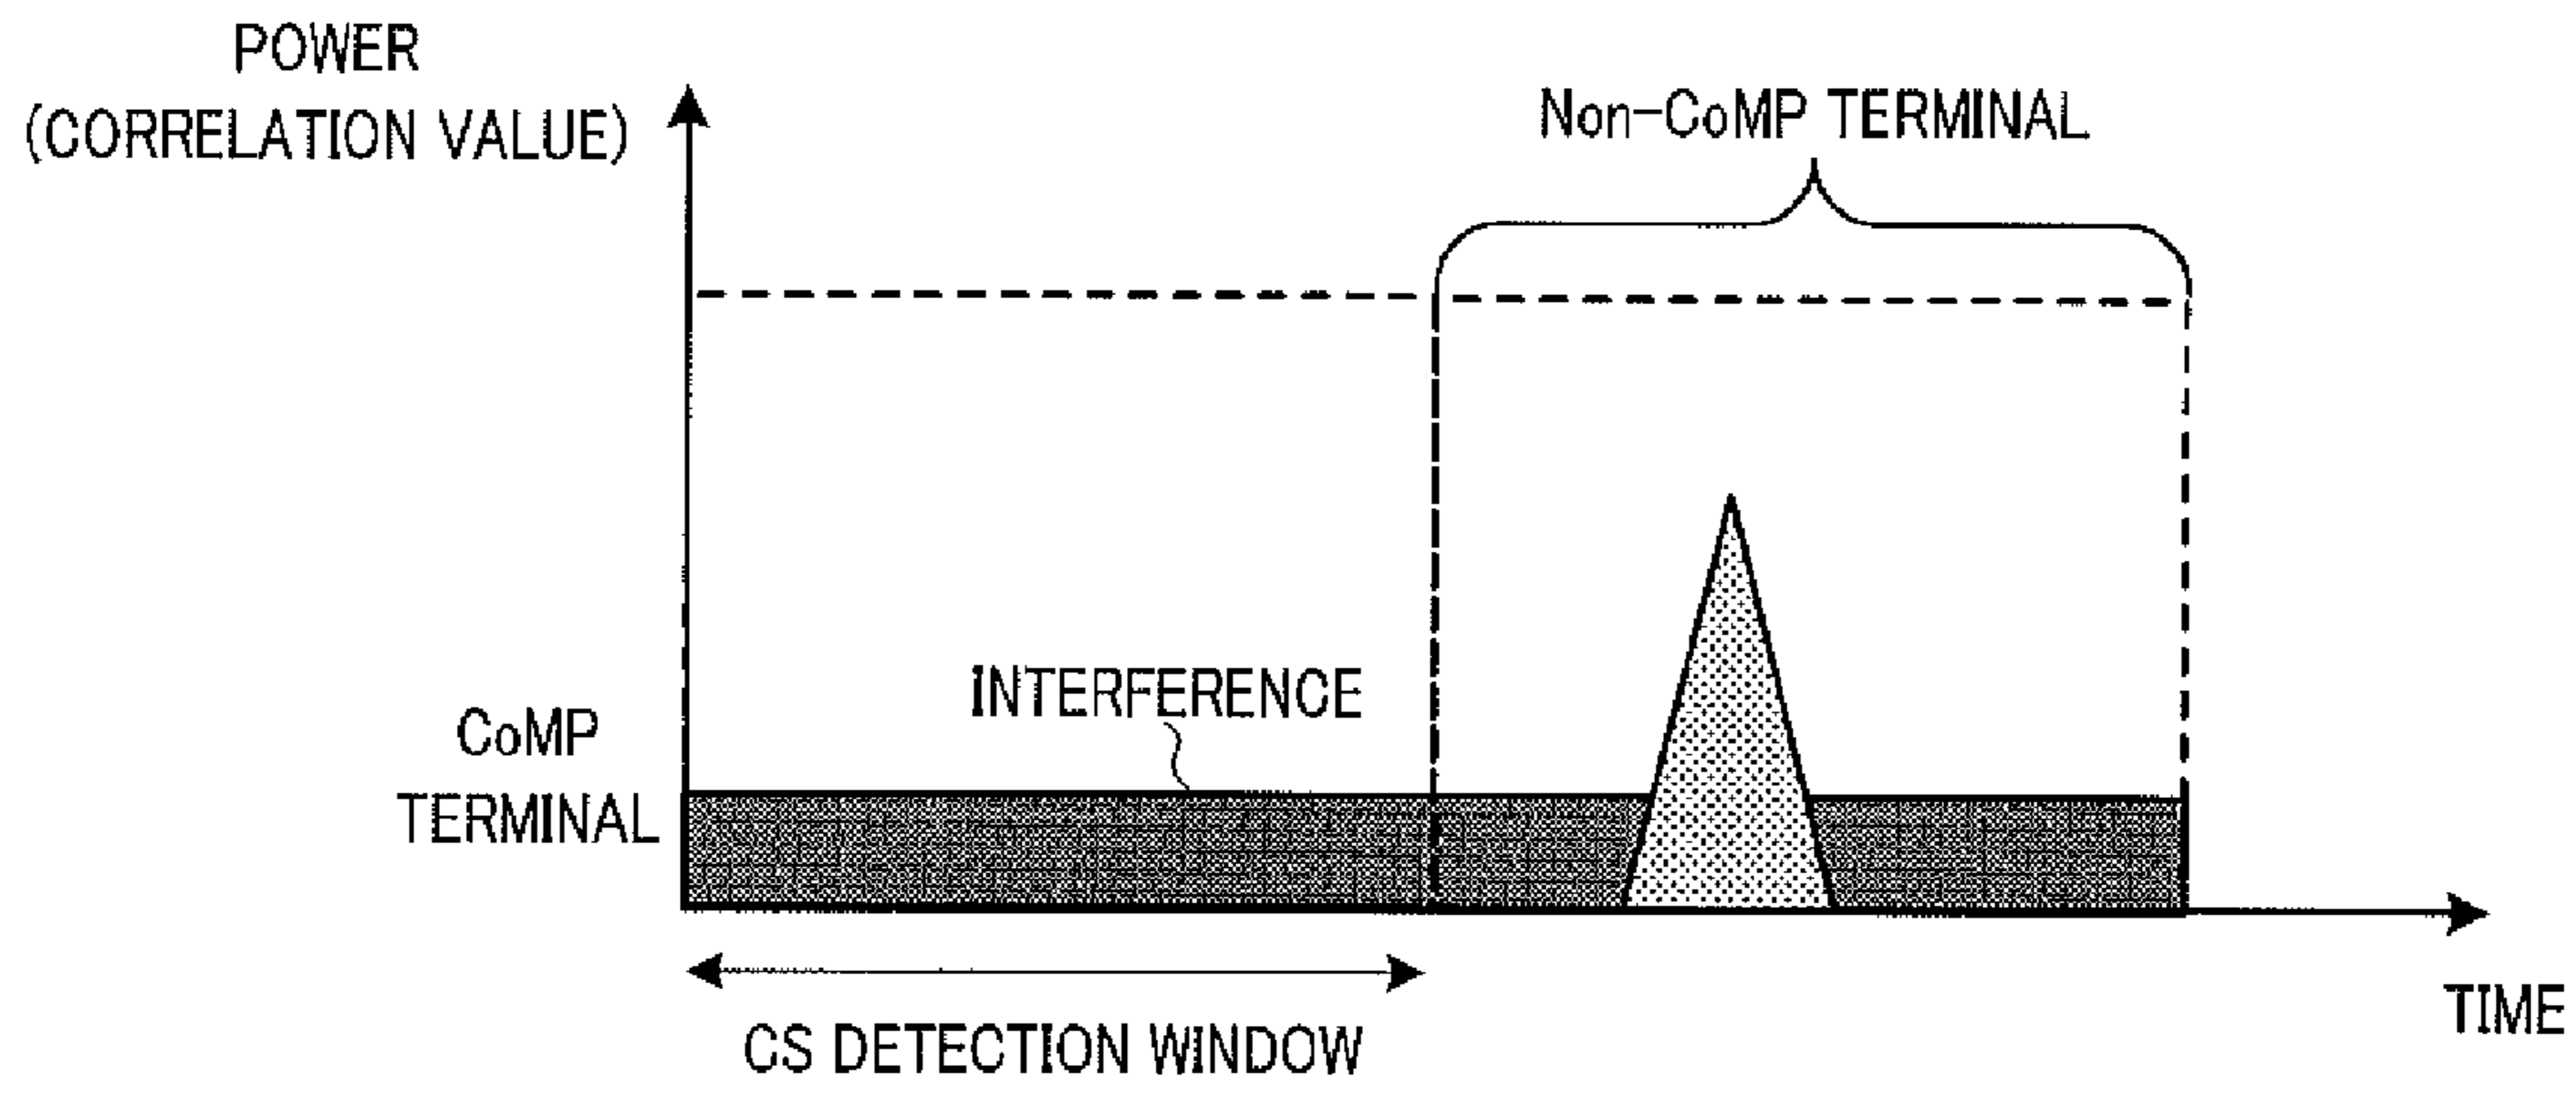 POWER
(CORRELATION VALUE)
Non-CoMP TERMINAL
INTERFERENCE
CoMP
TERMINAL
CS DETECTION WINDOW
TIME